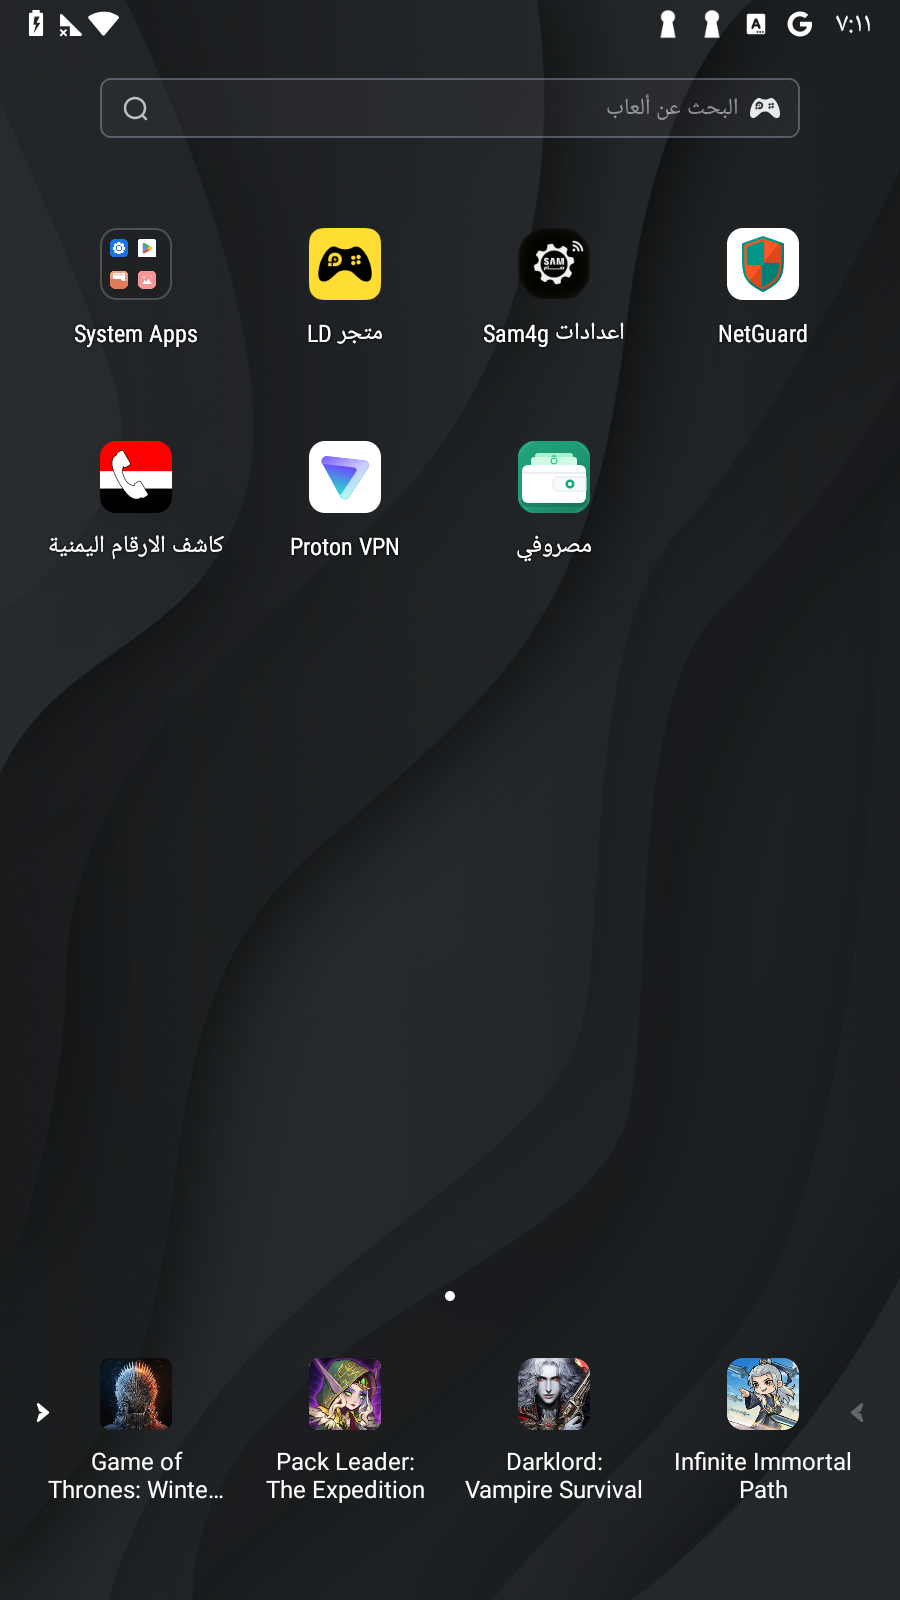 ٧:١١
البحث عن ألعاب
System Apps
متجر LD
اعدادات Sam4g
NetGuard
كاشف الارقام اليمنية
Proton VPN
مصروفي
Game of
Thrones: Winte...
Pack Leader:
The Expedition
Darklord:
Vampire Survival
Infinite Immortal
Path